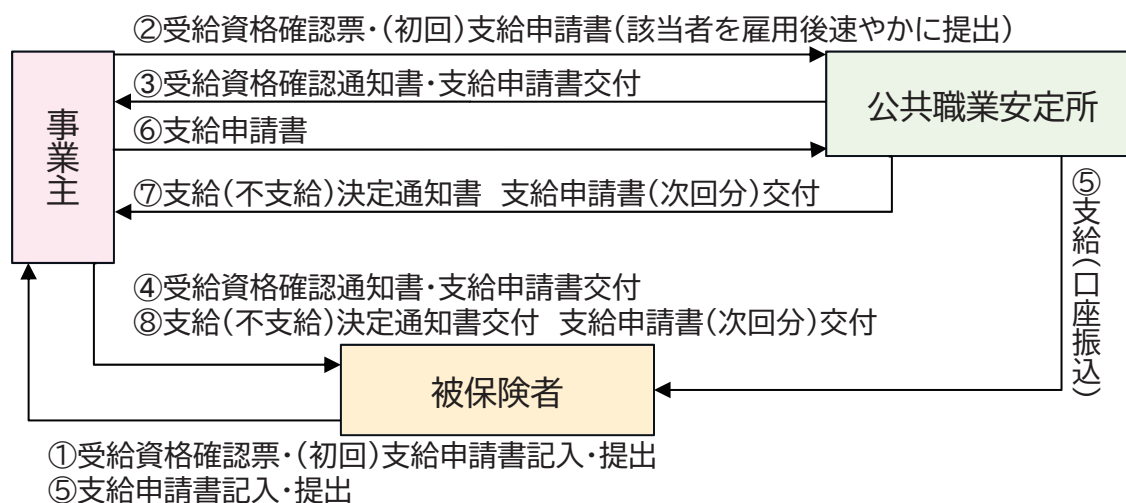 ②受給資格確認票・(初回)支給申請書(該当者を雇用後速やかに提出)
③受給資格確認通知書・支給申請書交付
事業主
公共職業安定所
⑥支給申請書
⑦支給(不支給)決定通知書 支給申請書(次回分)交付
⑤支給(口座振込)
④受給資格確認通知書・支給申請書交付
⑧支給(不支給)決定通知書交付 支給申請書(次回分)交付
被保険者
①受給資格確認票・(初回)支給申請書記入・提出
⑤支給申請書記入・提出